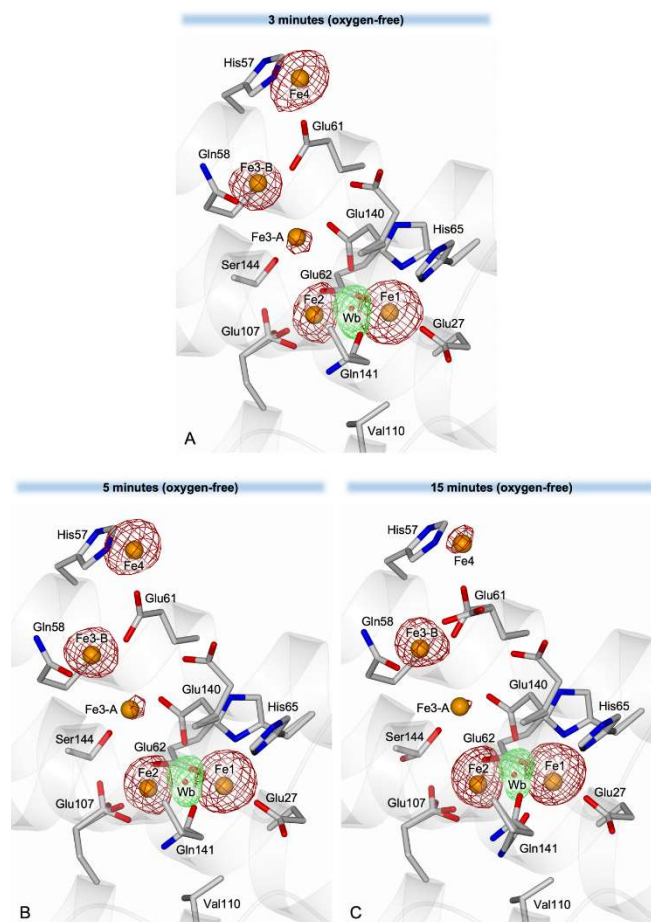 3 minutes (oxygen-free)
His57
Fe4
Glu61
Gln58
Fe3-B
Glu140
His65
Fe3-A
Ser144
Glu62
Fe2
Fe1
Wb
Glu107
Glu27
Gln141
Val110
A
5 minutes (oxygen-free)
His57
Fe4
Glu61
Gln58
Fe3-B
Glu140
His65
Fe3-A
Ser144
Glu62
Fe2
Fe1
Wb
Glu107
Glu27
Gln141
Val110
B
15 minutes (oxygen-free)
His57
Fe4
Glu61
Gln58
Fe3-B
Glu140
His65
Fe3-A
Ser144
Glu62
Fe2
Fe1
Wb
Glu107
Glu27
Gln141
Val110
C